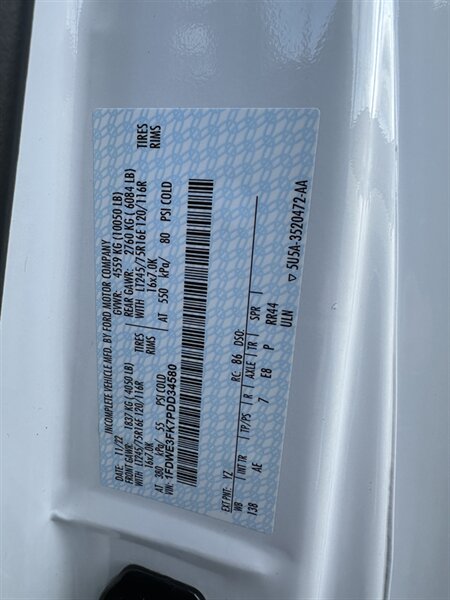 INCOMPLETE VEHICLE MFD. BY FORD MOTOR COMPANY
DATE: 11/22 GVWR: 4559 KG (10050 LB)
FRONT GAWR: 1837 KG (4050 LB) REAR GAWR: 2760 KG (6084 LB)
WITH LT245/75R16E 120/116R TIRES WITH LT245/75R16E 120/116R TIRES
16x7.0K RIMS 16x7.0K RIMS
AT 380 kPa/ 55 PSI COLD AT 550 kPa/ 80 PSI COLD
VIN: 1FDWE3FK7PDD34580
EXT PNT: YZ RC: 86 DSO:
WB INT TR TP/PS R AXLE TR SPR
138 AE 7 E8 P RR44
ULN
▽ 5U5A-3520472-AA